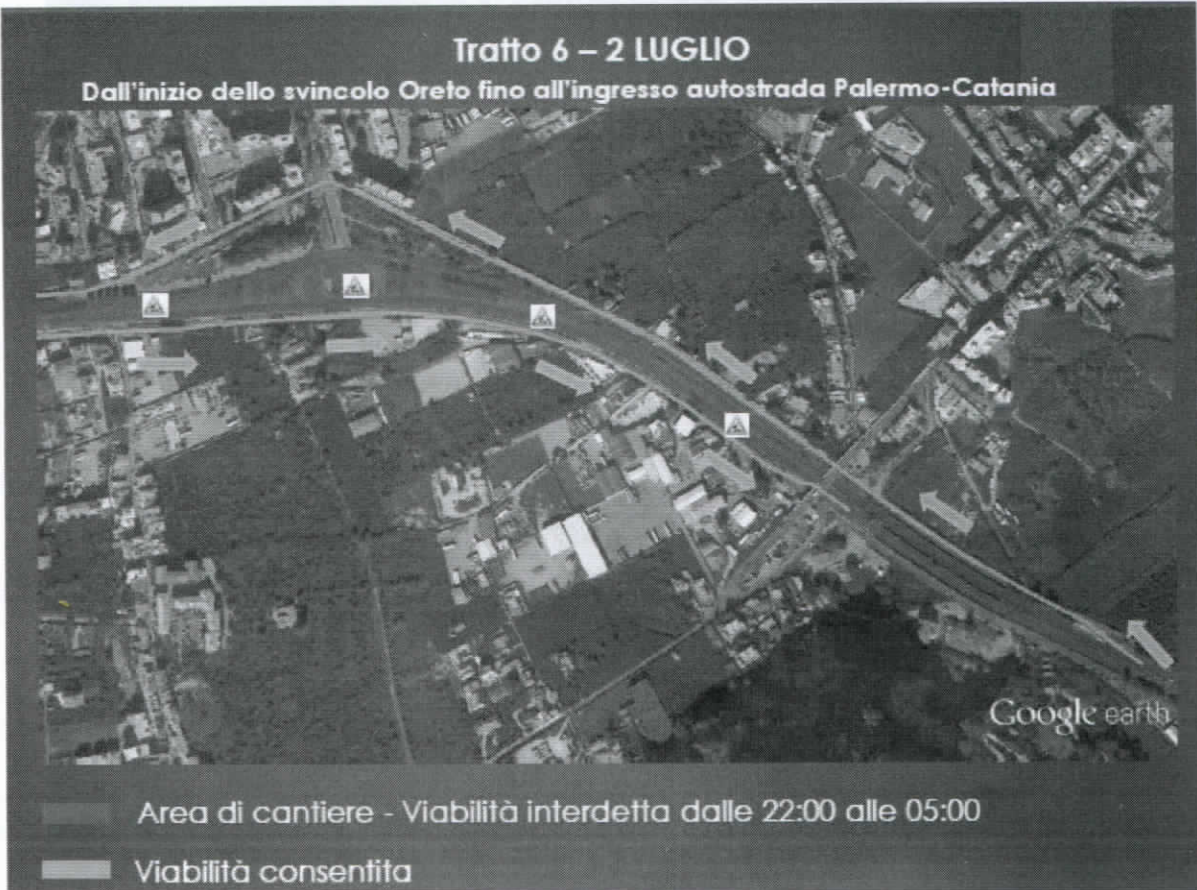 Tratto 6 – 2 LUGLIO
Dall'inizio dello svincolo Oreto fino all'ingresso autostrada Palermo-Catania
Google earth
Area di cantiere - Viabilità interdetta dalle 22:00 alle 05:00
Viabilità consentita